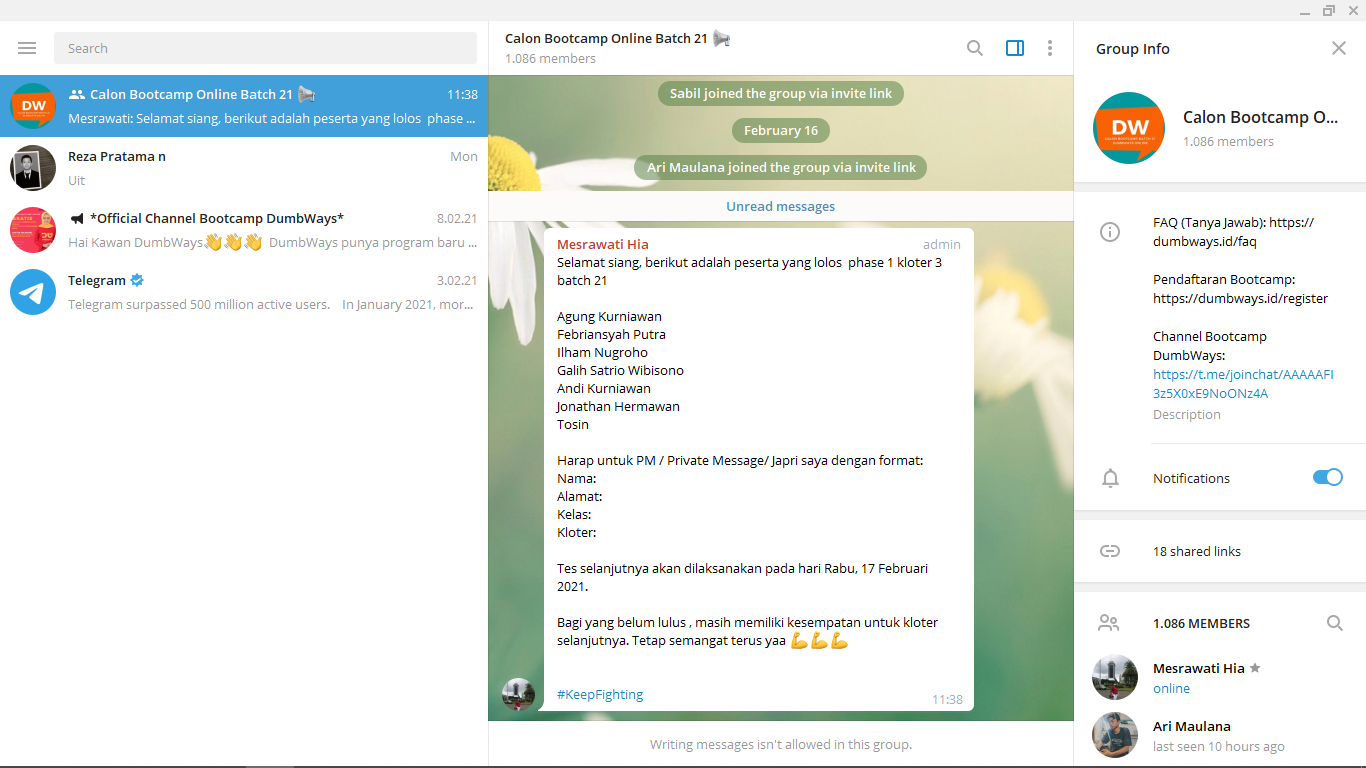 Search
Calon Bootcamp Online Batch 21
11:38
Mesrawati: Selamat siang, berikut adalah peserta yang lolos  phase ...
Reza Pratama n
Mon
Uit
*Official Channel Bootcamp DumbWays*
8.02.21
Hai Kawan DumbWays👋👋👋 DumbWays punya program baru ...
Telegram
3.02.21
Telegram surpassed 500 million active users.   In January 2021, mor...
DW
Calon Bootcamp Online Batch 21
1.086 members
Sabil joined the group via invite link
February 16
Ari Maulana joined the group via invite link
Unread messages
Mesrawati Hia
admin
Selamat siang, berikut adalah peserta yang lolos  phase 1 kloter 3
batch 21
Agung Kurniawan
Febriansyah Putra
Ilham Nugroho
Galih Satrio Wibisono
Andi Kurniawan
Jonathan Hermawan
Tosin
Harap untuk PM / Private Message/ Japri saya dengan format:
Nama:
Alamat:
Kelas:
Kloter:
Tes selanjutnya akan dilaksanakan pada hari Rabu, 17 Februari
2021.
Bagi yang belum lulus , masih memiliki kesempatan untuk kloter
selanjutnya. Tetap semangat terus yaa 💪💪💪
#KeepFighting
11:38
Writing messages isn't allowed in this group.
Group Info
DW
Calon Bootcamp O...
1.086 members
FAQ (Tanya Jawab): https://
dumbways.id/faq
Pendaftaran Bootcamp:
https://dumbways.id/register
Channel Bootcamp
DumbWays:
https://t.me/joinchat/AAAAAFI
3z5X0xE9NoONz4A
Description
Notifications
18 shared links
1.086 MEMBERS
Mesrawati Hia
online
Ari Maulana
last seen 10 hours ago